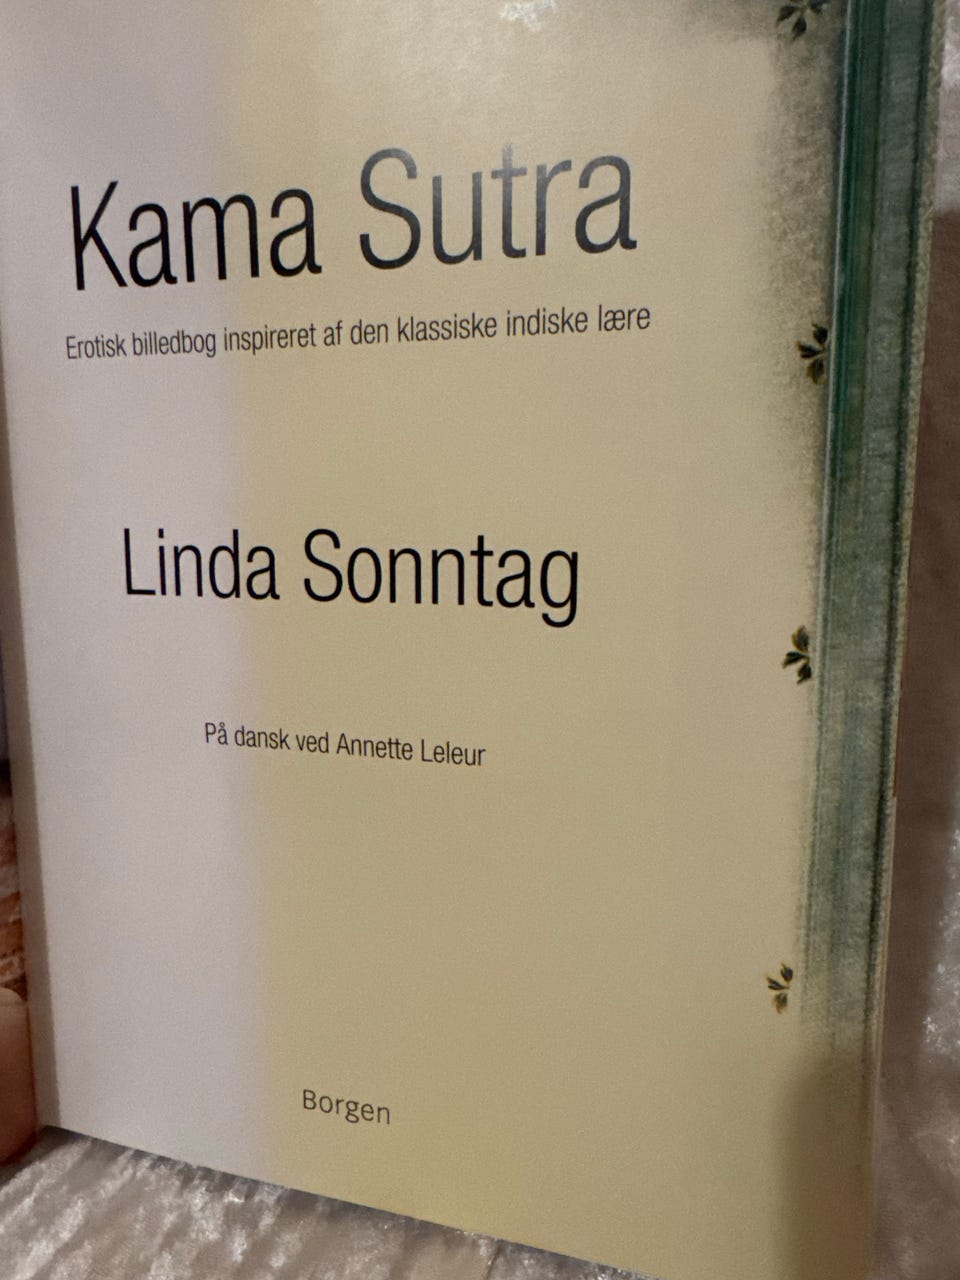 Kama Sutra
Erotisk billedbog inspireret af den klassiske indiske lære
Linda Sonntag
På dansk ved Annette Leleur
Borgen